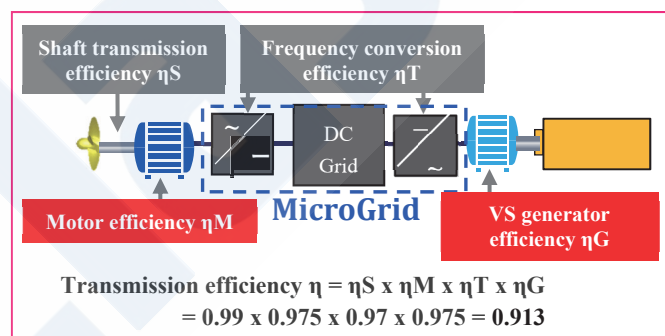 Shaft transmission
efficiency ηS
Frequency conversion
efficiency ηT
~
DC
Grid
~
Motor efficiency ηM
MicroGrid
VS generator
efficiency ηG
Transmission efficiency η = ηS x ηM x ηT x ηG
= 0.99 x 0.975 x 0.97 x 0.975 = 0.913